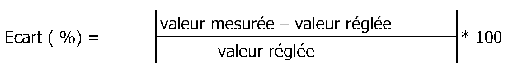 valeur mesurée – valeur réglée
Ecart ( %) = * 100
valeur réglée